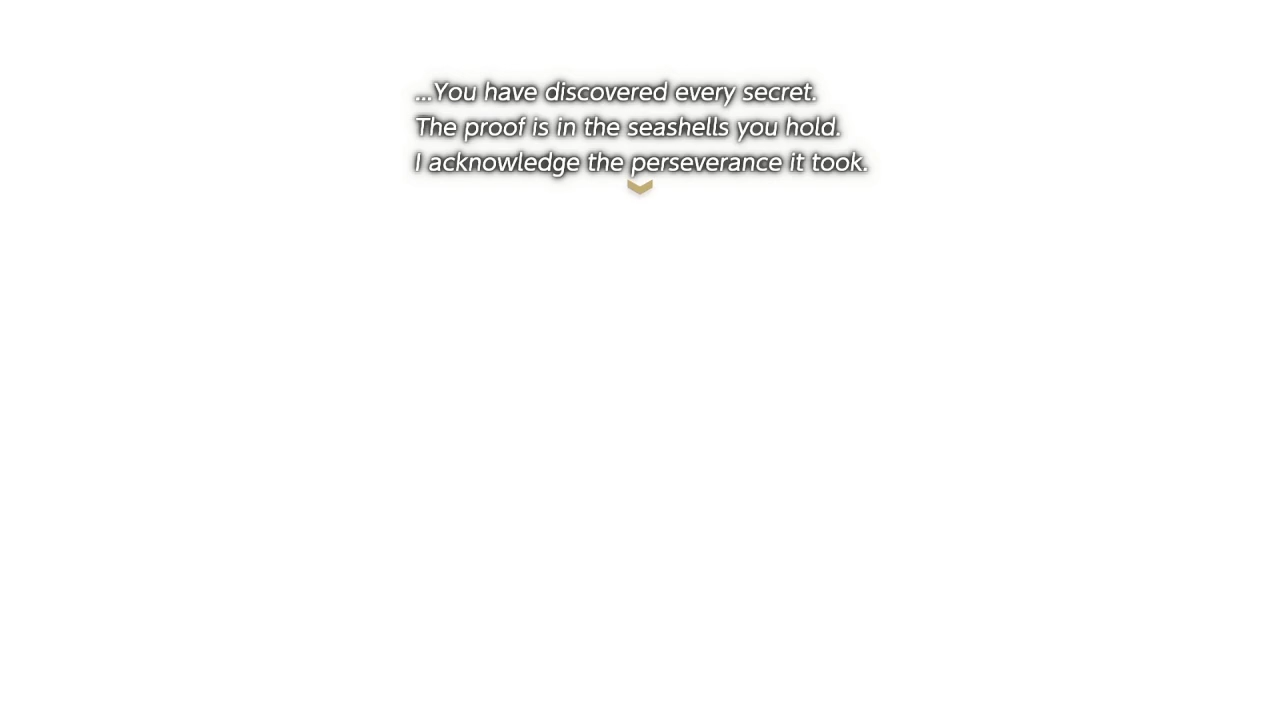 ...You have discovered every secret.
The proof is in the seashells you hold.
I acknowledge the perseverance it took.